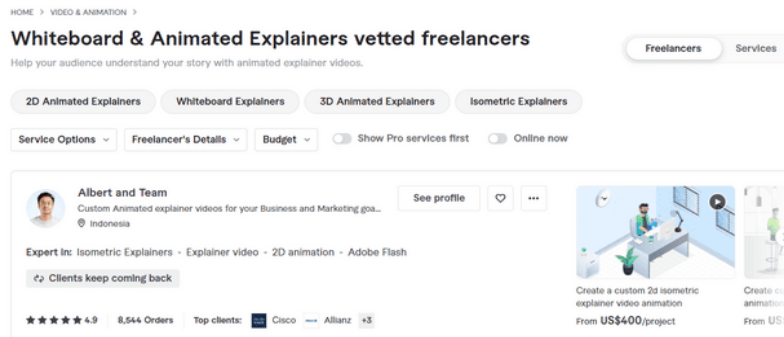 HOME > VIDEO & ANIMATION >
Whiteboard & Animated Explainers vetted freelancers
Help your audience understand your story with animated explainer videos.
Freelancers Services
2D Animated Explainers Whiteboard Explainers 3D Animated Explainers Isometric Explainers
Service Options Freelancer's Details Budget Show Pro services first Online now
Albert and Team
Custom Animated explainer videos for your Business and Marketing goa...
Indonesia
See profile
Expert in: Isometric Explainers - Explainer video - 2D animation - Adobe Flash
Clients keep coming back
4.9 8,544 Orders Top clients: Cisco Allianz +3
Create a custom 2d isometric
explainer video animation
From US$400/project
Create
animation
From US